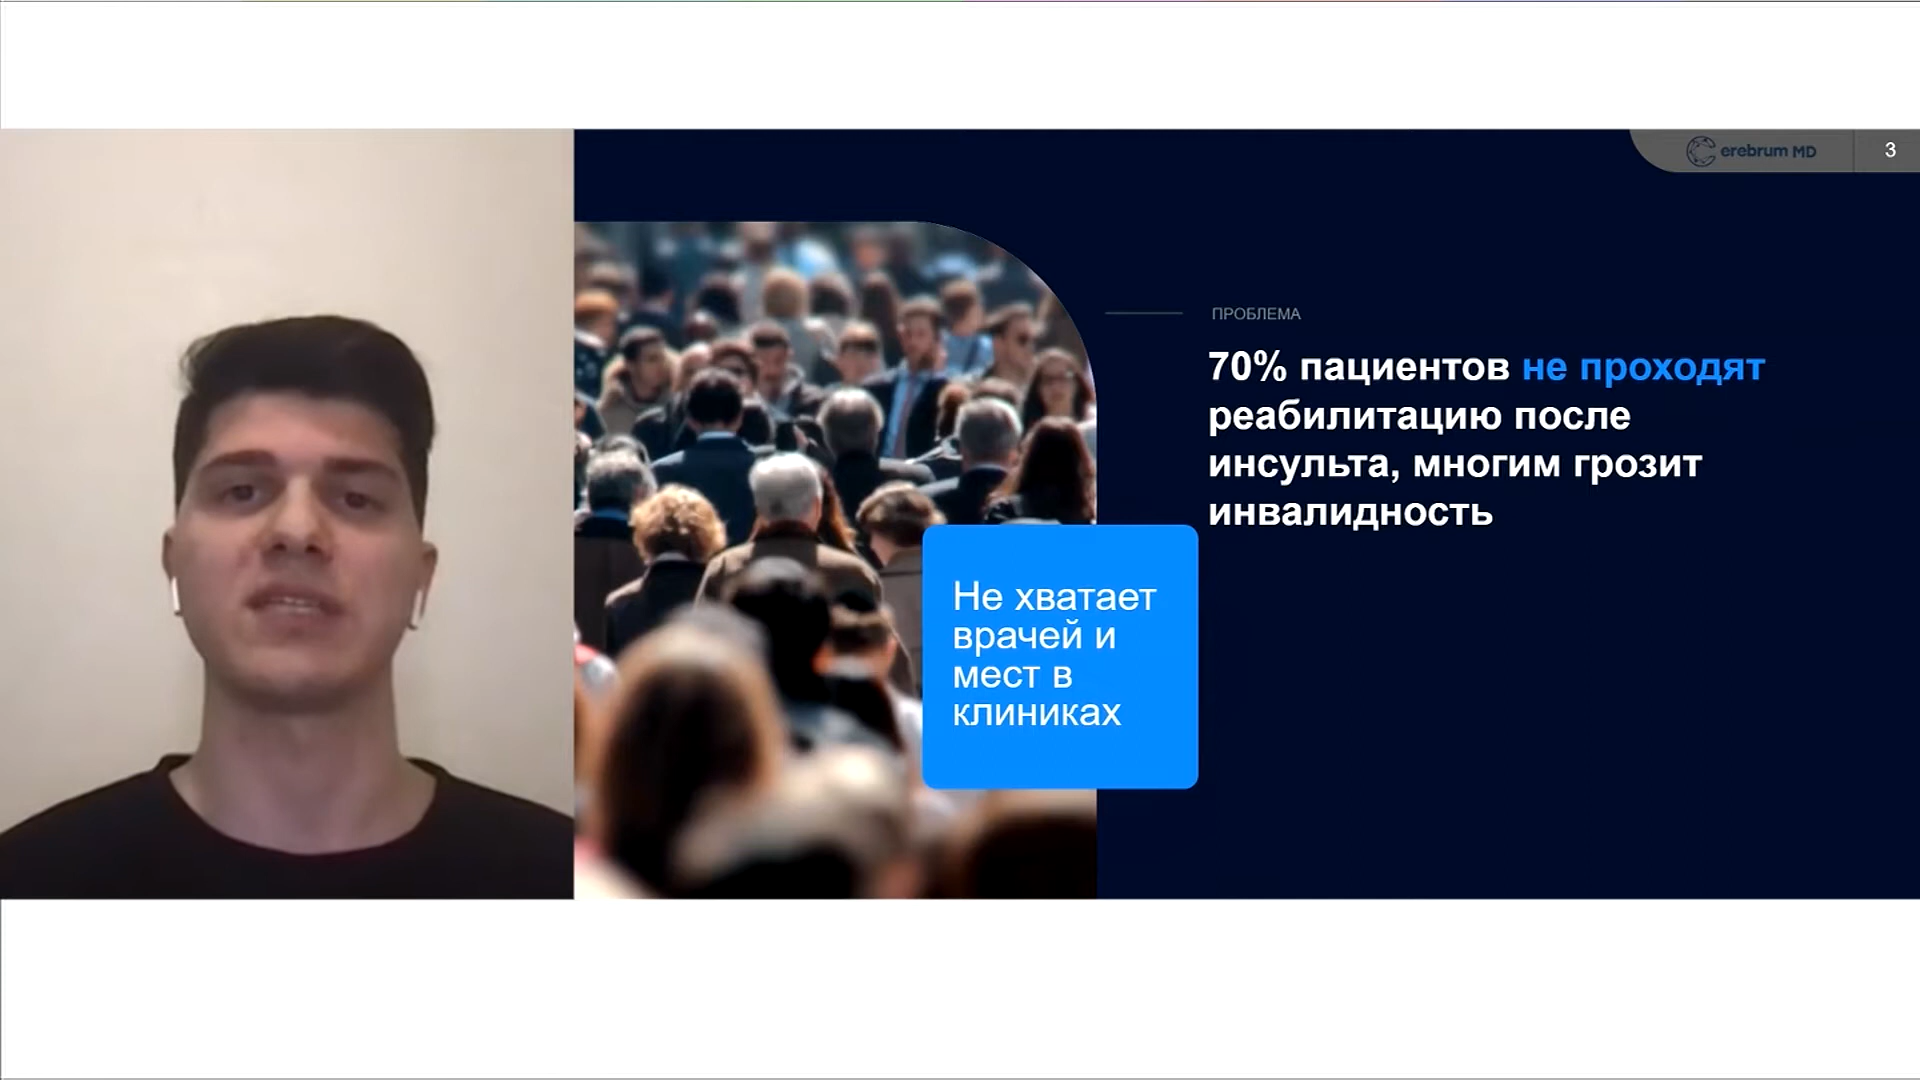 erebrum MD
3
ПРОБЛЕМА
70% пациентов не проходят
реабилитацию после
инсульта, многим грозит
инвалидность
Не хватает
врачей и
мест в
клиниках